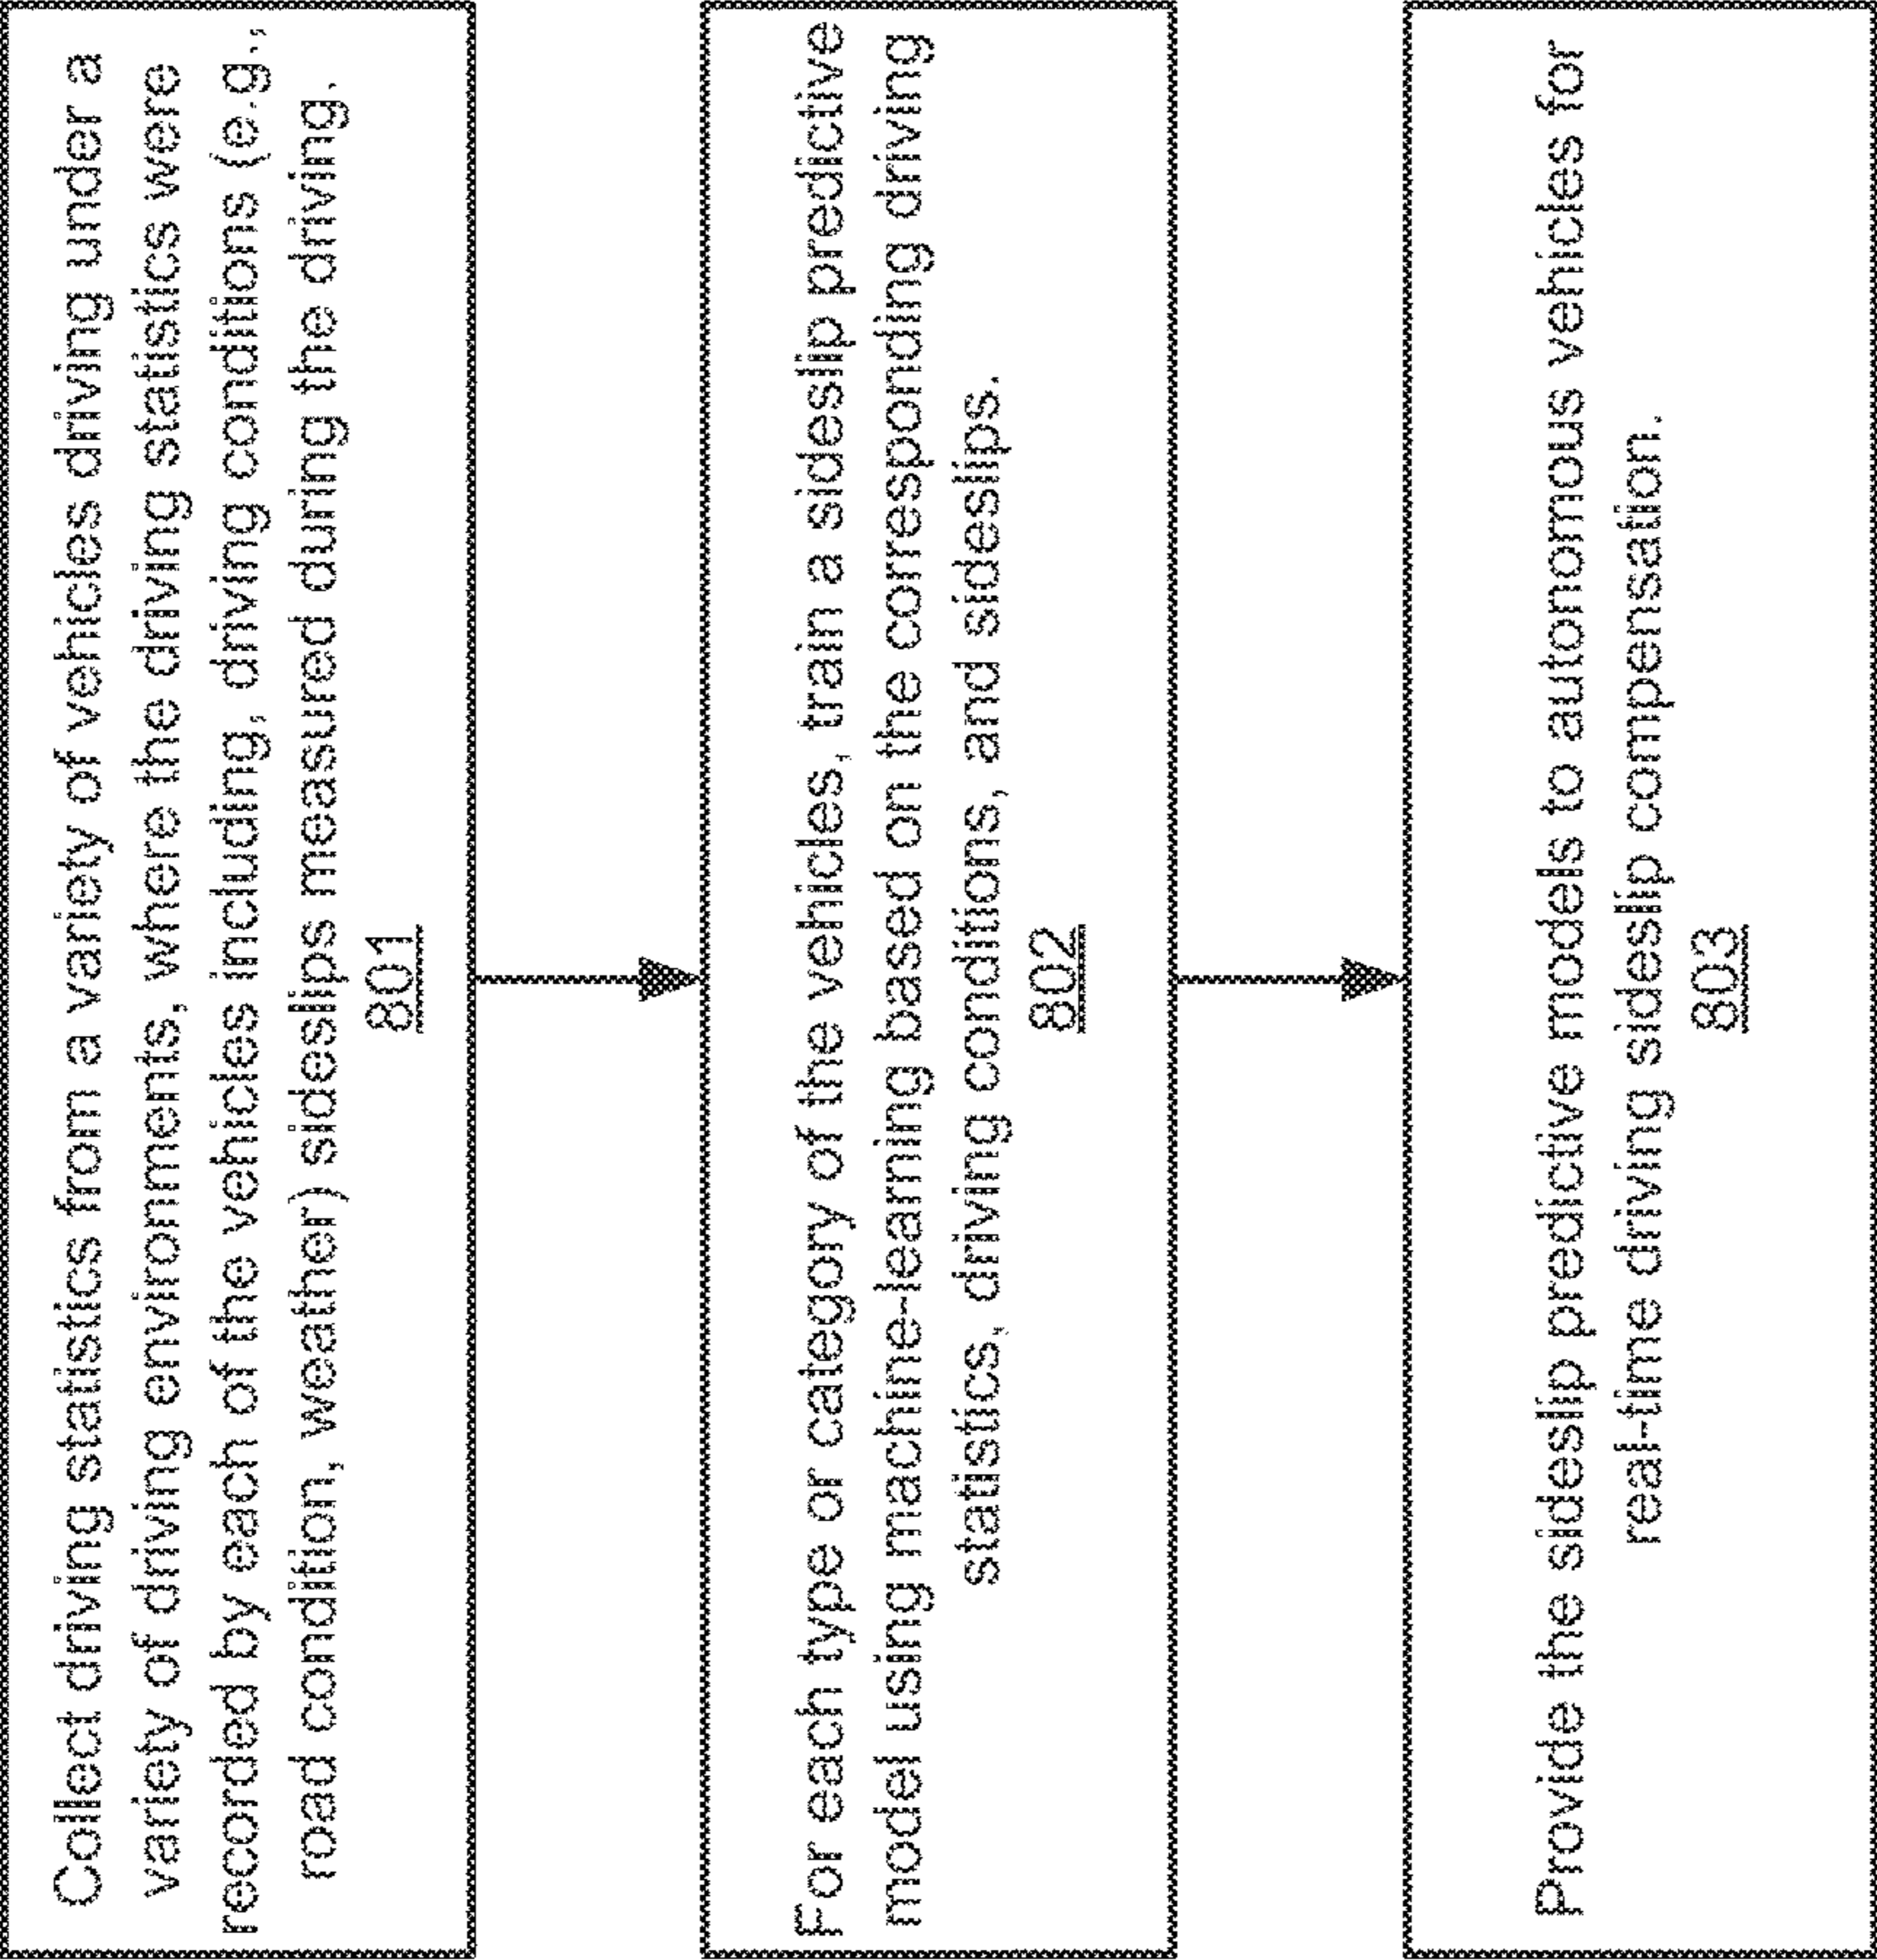 Collect driving statistics from a variety of vehicles driving under a
variety of driving environments, where the driving statistics were
recorded by each of the vehicles including, driving conditions (e.g.,
road condition, weather) sideslips measured during the driving.
801
For each type or category of the vehicles, train a sideslip predictive
model using machine-learning based on the corresponding driving
statistics, driving conditions, and sideslips.
802
Provide the sideslip predictive models to autonomous vehicles for
real-time driving sideslip compensation.
803